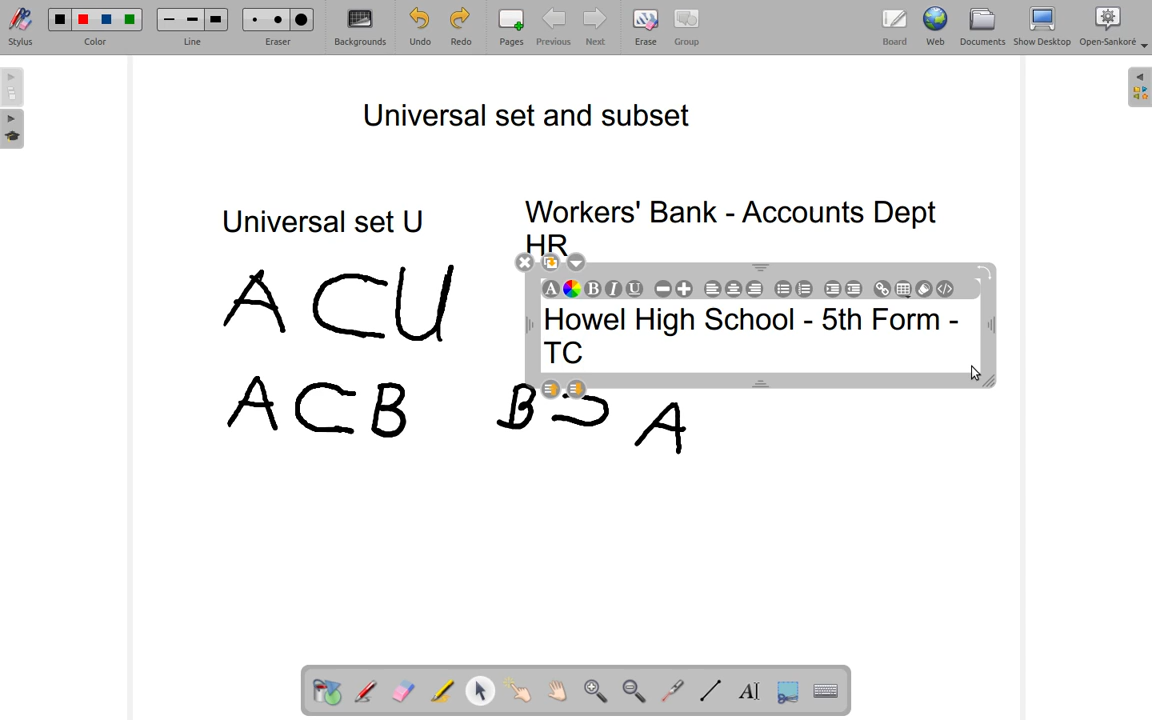 Stylus
Color
Line
Eraser
Backgrounds
Undo
Redo
Pages
Previous
Next
Erase
Group
Board
Web
Documents
Show Desktop
Open-Sankoré
Universal set and subset
Universal set U
Workers' Bank - Accounts Dept
HR
A ⊂ U
Howel High School - 5th Form -
TC
A ⊂ B
B ⊃ A